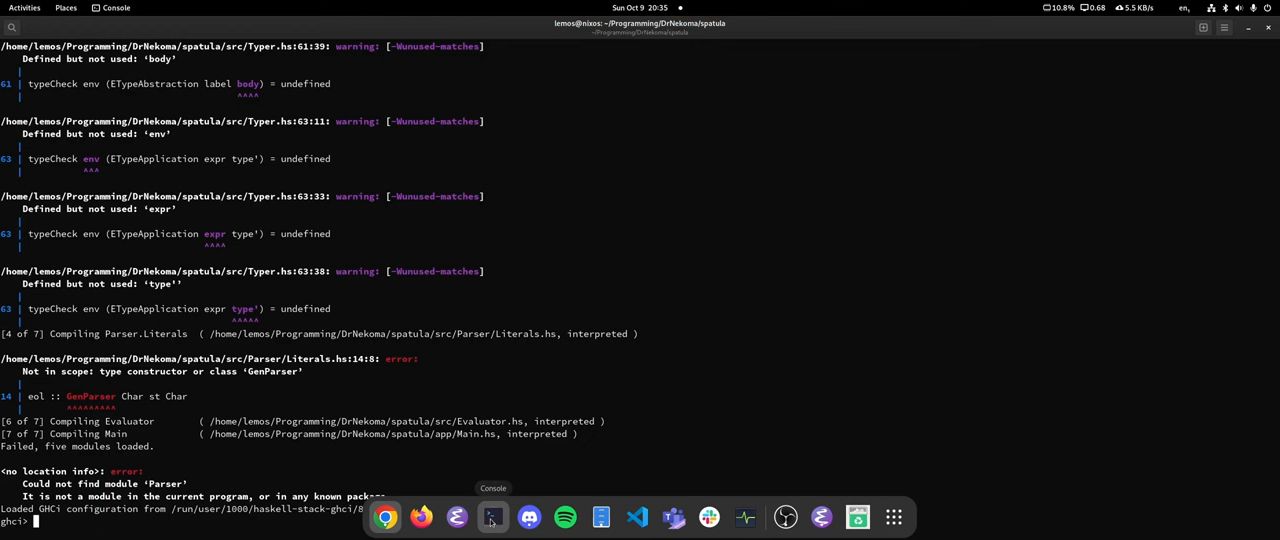 Activities Places Console Sun Oct 9 20:35 10.8% 0.68 5.5 KB/s en₁
lemos@nixos: ~/Programming/DrNekoma/spatula
~/Programming/DrNekoma/spatula
/home/lemos/Programming/DrNekoma/spatula/src/Typer.hs:61:39: warning: [-Wunused-matches]
Defined but not used: ‘body’
|
61 | typeCheck env (ETypeAbstraction label body) = undefined
| ^^^^
/home/lemos/Programming/DrNekoma/spatula/src/Typer.hs:63:11: warning: [-Wunused-matches]
Defined but not used: ‘env’
|
63 | typeCheck env (ETypeApplication expr type') = undefined
| ^^^
/home/lemos/Programming/DrNekoma/spatula/src/Typer.hs:63:33: warning: [-Wunused-matches]
Defined but not used: ‘expr’
|
63 | typeCheck env (ETypeApplication expr type') = undefined
| ^^^^
/home/lemos/Programming/DrNekoma/spatula/src/Typer.hs:63:38: warning: [-Wunused-matches]
Defined but not used: ‘type'’
|
63 | typeCheck env (ETypeApplication expr type') = undefined
| ^^^^^
[4 of 7] Compiling Parser.Literals ( /home/lemos/Programming/DrNekoma/spatula/src/Parser/Literals.hs, interpreted )
/home/lemos/Programming/DrNekoma/spatula/src/Parser/Literals.hs:14:8: error:
Not in scope: type constructor or class ‘GenParser’
|
14 | eol :: GenParser Char st Char
| ^^^^^^^^^
[6 of 7] Compiling Evaluator ( /home/lemos/Programming/DrNekoma/spatula/src/Evaluator.hs, interpreted )
[7 of 7] Compiling Main ( /home/lemos/Programming/DrNekoma/spatula/app/Main.hs, interpreted )
Failed, five modules loaded.
<no location info>: error:
Could not find module ‘Parser’
It is not a module in the current program, or in any known package.
Console
Loaded GHCi configuration from /run/user/1000/haskell-stack-ghci/8
ghci>